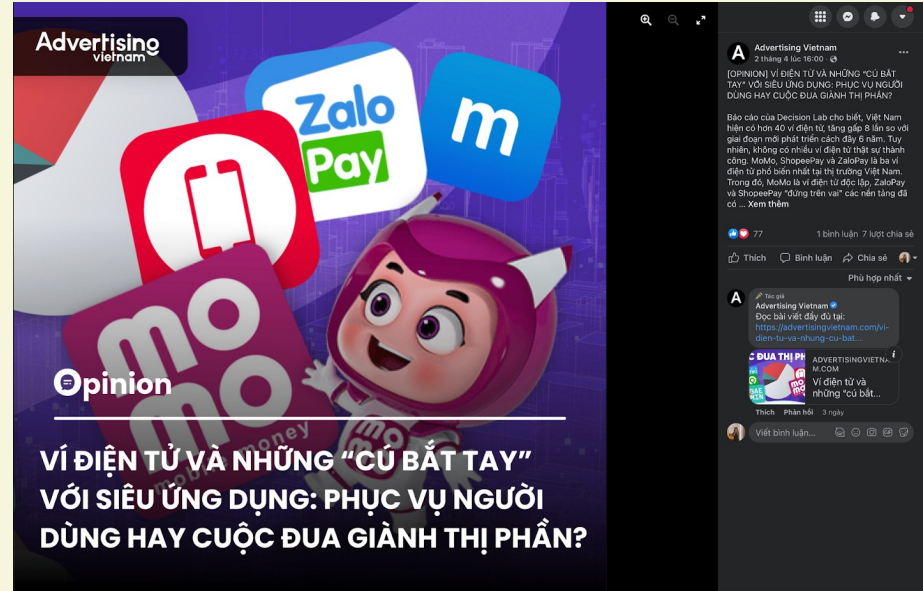 Advertising
vietnam
Zalo
Pay
m
mo
mo
mobile money
mo
mo
Opinion
VÍ ĐIỆN TỬ VÀ NHỮNG “CÚ BẮT TAY”
VỚI SIÊU ỨNG DỤNG: PHỤC VỤ NGƯỜI
DÙNG HAY CUỘC ĐUA GIÀNH THỊ PHẦN?
Advertising Vietnam
2 tháng 4 lúc 16:00 ·
[OPINION] VÍ ĐIỆN TỬ VÀ NHỮNG “CÚ BẮT
TAY” VỚI SIÊU ỨNG DỤNG: PHỤC VỤ NGƯỜI
DÙNG HAY CUỘC ĐUA GIÀNH THỊ PHẦN?
Báo cáo của Decision Lab cho biết, Việt Nam
hiện có hơn 40 ví điện tử, tăng gấp 8 lần so với
giai đoạn mới phát triển cách đây 6 năm. Tuy
nhiên, không có nhiều ví điện tử thật sự thành
công. MoMo, ShopeePay và ZaloPay là ba ví
điện tử phổ biến nhất tại thị trường Việt Nam.
Trong đó, MoMo là ví điện tử độc lập, ZaloPay
và ShopeePay “đứng trên vai” các nền tảng đã
có ... Xem thêm
77
1 bình luận 7 lượt chia sẻ
Thích Bình luận Chia sẻ
Phù hợp nhất
A
Tác giả
Advertising Vietnam
Đọc bài viết đầy đủ tại:
https://advertisingvietnam.com/vi-
dien-tu-va-nhung-cu-bat...
C ĐUA THỊ PH
ADVERTISINGVIETNA
M.COM
Ví điện tử và
những “cú bắt...
Thích Phản hồi 3 ngày
Viết bình luận...